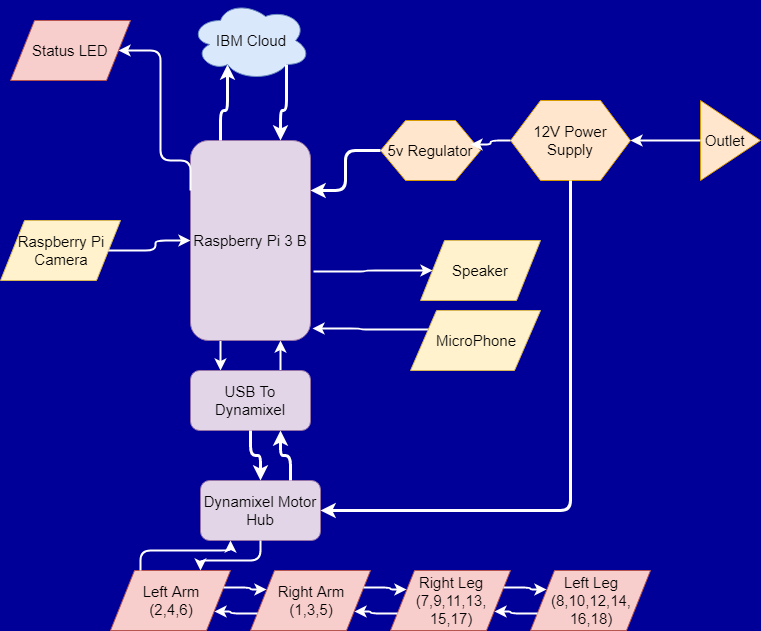 Status LED
IBM Cloud
5v Regulator
12V Power
Supply
Outlet
Raspberry Pi
Camera
Raspberry Pi 3 B
Speaker
MicroPhone
USB To
Dynamixel
Dynamixel Motor
Hub
Left Arm
(2,4,6)
Right Arm
(1,3,5)
Right Leg
(7,9,11,13,
15,17)
Left Leg
(8,10,12,14,
16,18)